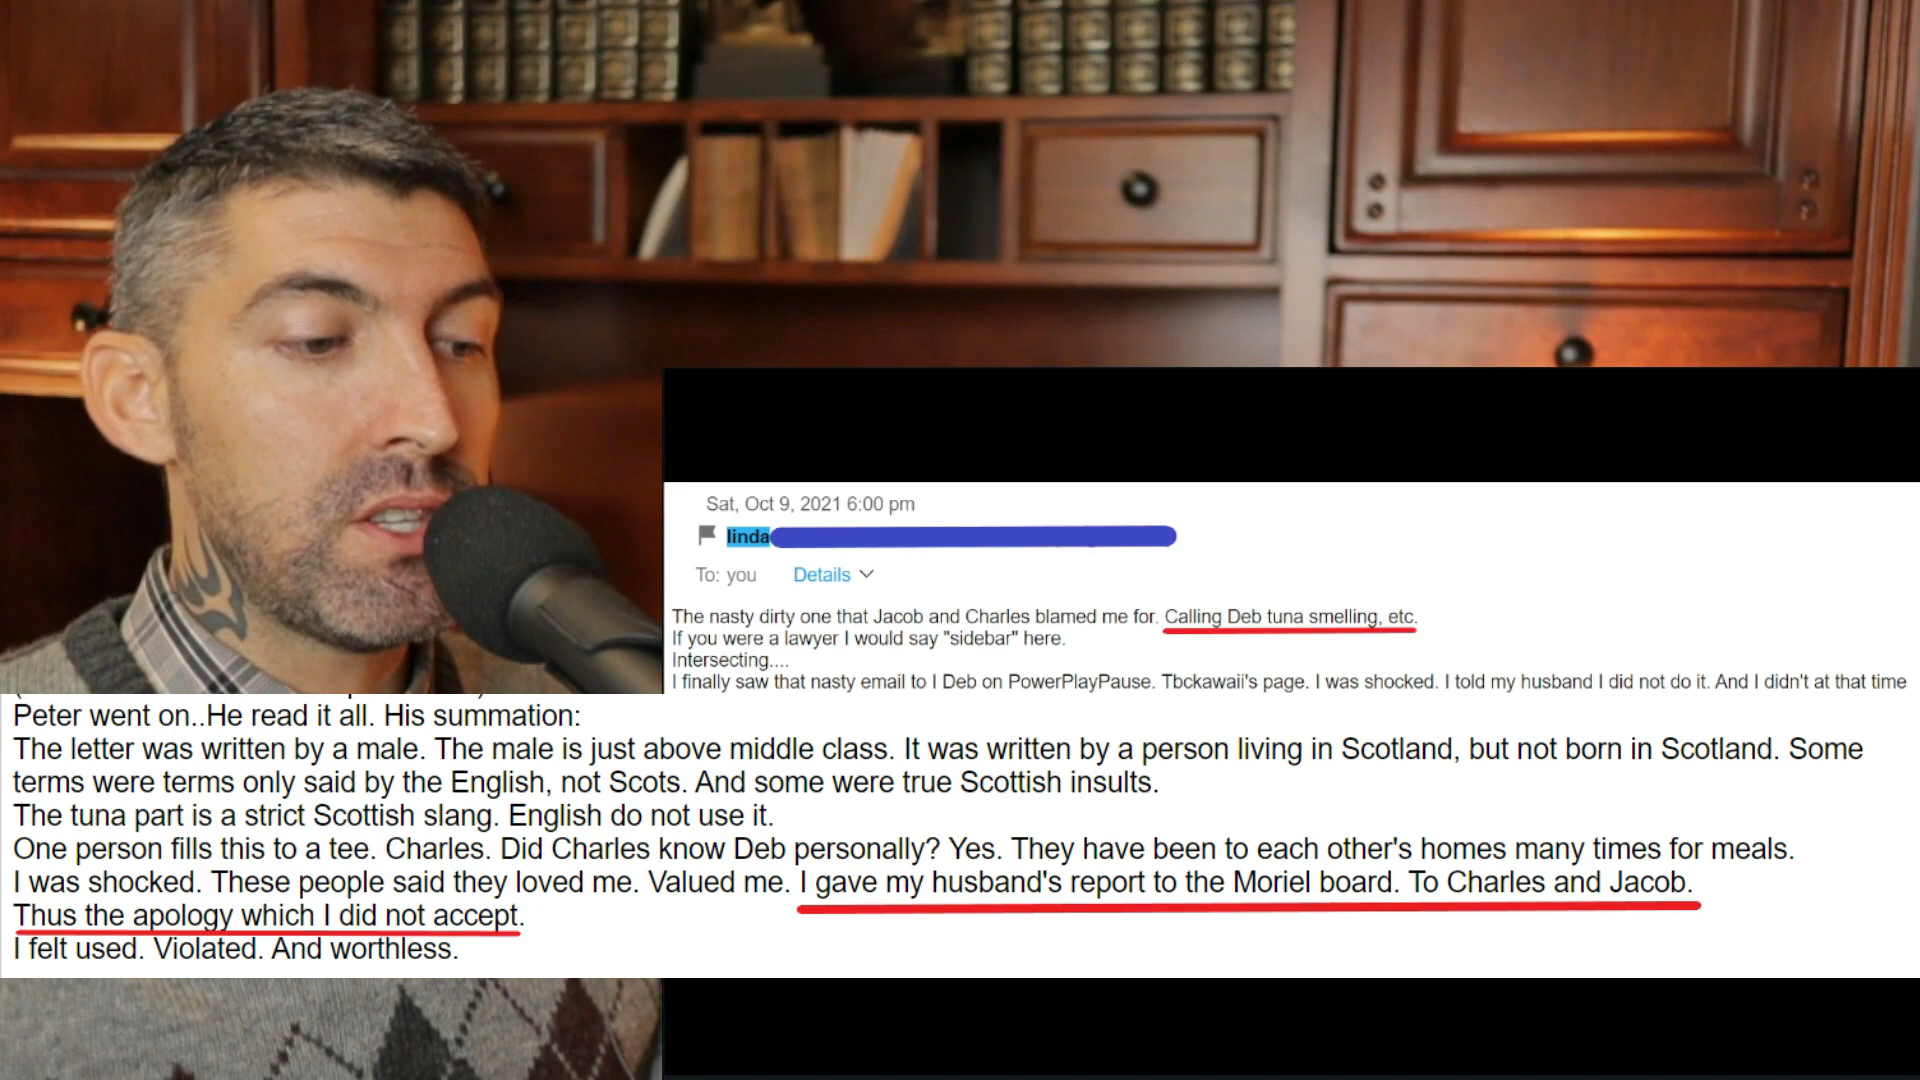 Sat, Oct 9, 2021 6:00 pm
linda
To: you Details
The nasty dirty one that Jacob and Charles blamed me for. Calling Deb tuna smelling, etc.
If you were a lawyer I would say "sidebar" here.
Intersecting....
I finally saw that nasty email to I Deb on PowerPlayPause. Tbckawaii's page. I was shocked. I told my husband I did not do it. And I didn't at that time
Peter went on..He read it all. His summation:
The letter was written by a male. The male is just above middle class. It was written by a person living in Scotland, but not born in Scotland. Some
terms were terms only said by the English, not Scots. And some were true Scottish insults.
The tuna part is a strict Scottish slang. English do not use it.
One person fills this to a tee. Charles. Did Charles know Deb personally? Yes. They have been to each other's homes many times for meals.
I was shocked. These people said they loved me. Valued me. I gave my husband's report to the Moriel board. To Charles and Jacob.
Thus the apology which I did not accept.
I felt used. Violated. And worthless.